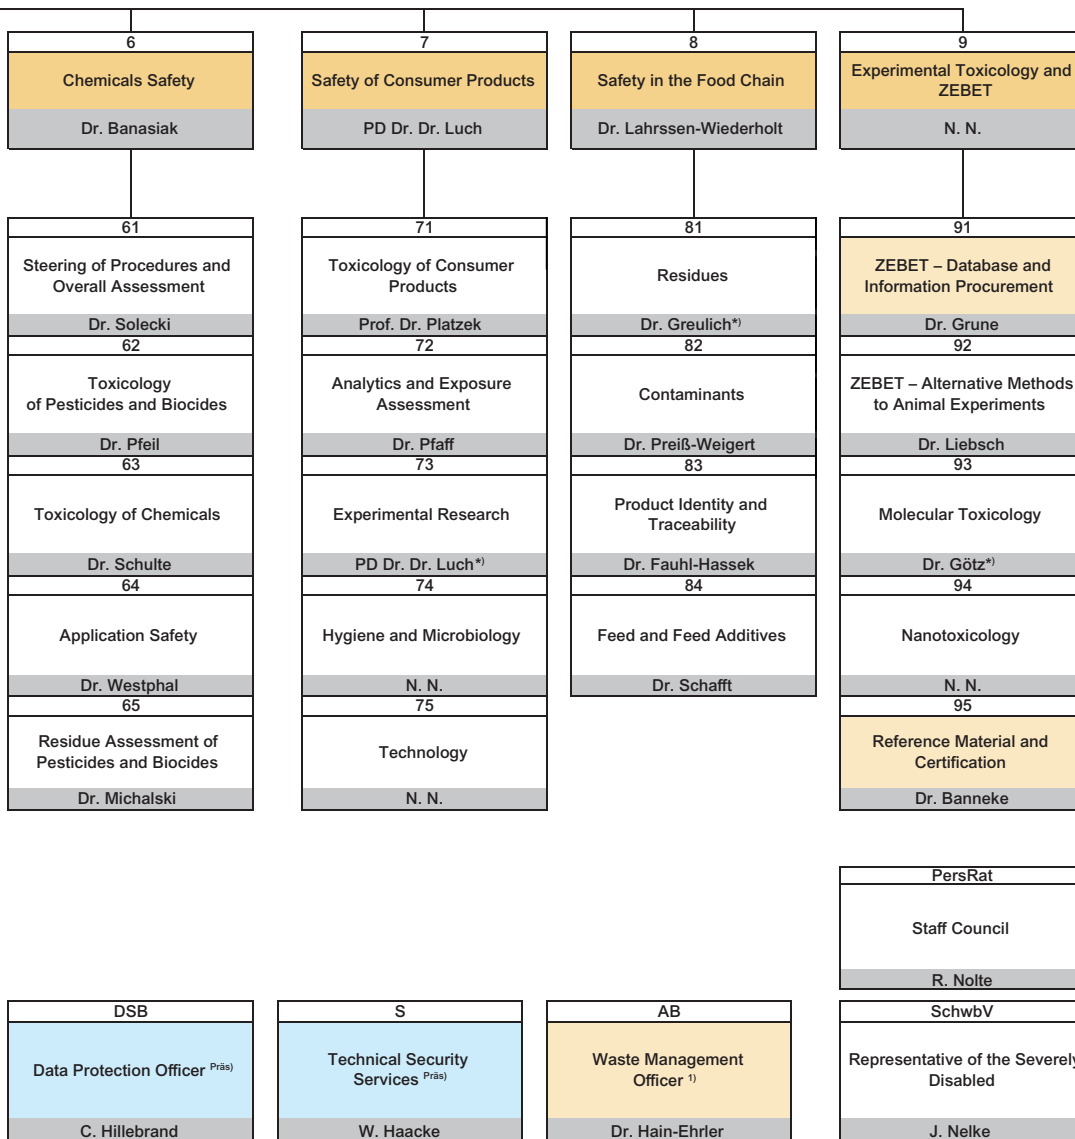 6
Chemicals Safety
Dr. Banasiak
7
Safety of Consumer Products
PD Dr. Dr. Luch
8
Safety in the Food Chain
Dr. Lahrssen-Wiederholt
9
Experimental Toxicology and
ZEBET
N. N.
61
Steering of Procedures and
Overall Assessment
Dr. Solecki
62
Toxicology
of Pesticides and Biocides
Dr. Pfeil
63
Toxicology of Chemicals
Dr. Schulte
64
Application Safety
Dr. Westphal
65
Residue Assessment of
Pesticides and Biocides
Dr. Michalski
71
Toxicology of Consumer
Products
Prof. Dr. Platzek
72
Analytics and Exposure
Assessment
Dr. Pfaff
73
Experimental Research
PD Dr. Dr. Luch*)
74
Hygiene and Microbiology
N. N.
75
Technology
N. N.
81
Residues
Dr. Greulich*)
82
Contaminants
Dr. Preiß-Weigert
83
Product Identity and
Traceability
Dr. Fauhl-Hassek
84
Feed and Feed Additives
Dr. Schafft
91
ZEBET – Database and
Information Procurement
Dr. Grune
92
ZEBET – Alternative Methods
to Animal Experiments
Dr. Liebsch
93
Molecular Toxicology
Dr. Götz*)
94
Nanotoxicology
N. N.
95
Reference Material and
Certification
Dr. Banneke
PersRat
Staff Council
R. Nolte
DSB
Data Protection Officer Präs)
C. Hillebrand
S
Technical Security
Services Präs)
W. Haacke
AB
Waste Management
Officer 1)
Dr. Hain-Ehrler
SchwbV
Representative of the Severely
Disabled
J. Nelke